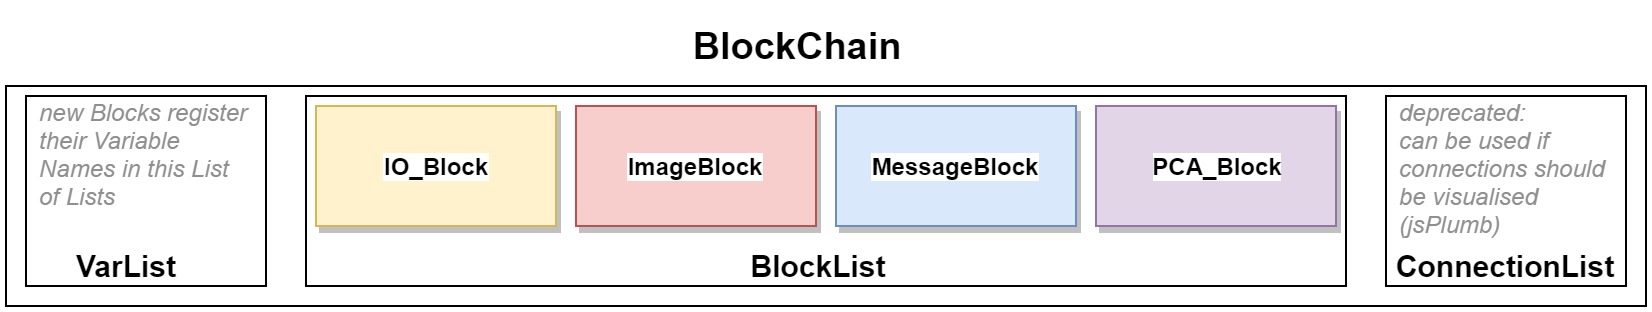 BlockChain
new Blocks register
their Variable
Names in this List
of Lists
VarList
IO_Block
ImageBlock
MessageBlock
PCA_Block
BlockList
deprecated:
can be used if
connections should
be visualised
(jsPlumb)
ConnectionList